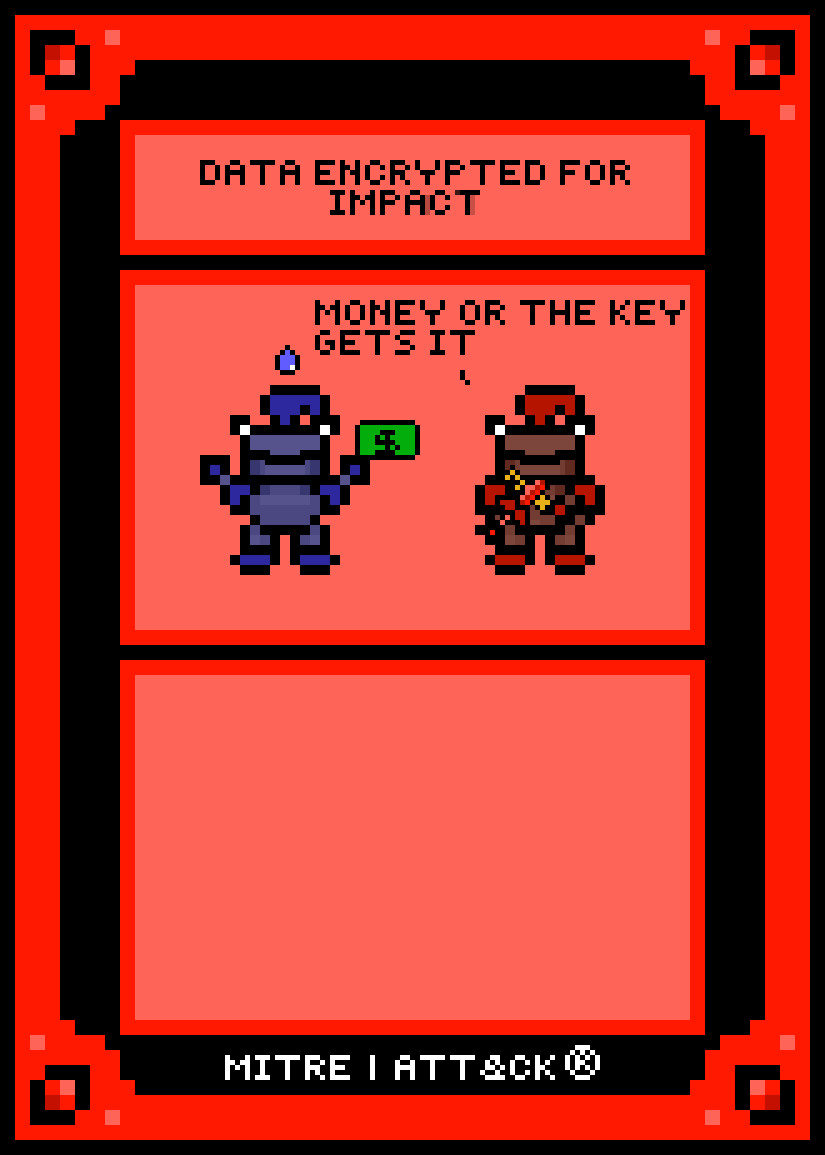 DATA ENCRYPTED FOR
IMPACT
MONEY OR THE KEY
GETS IT
$
MITRE | ATT&CK®